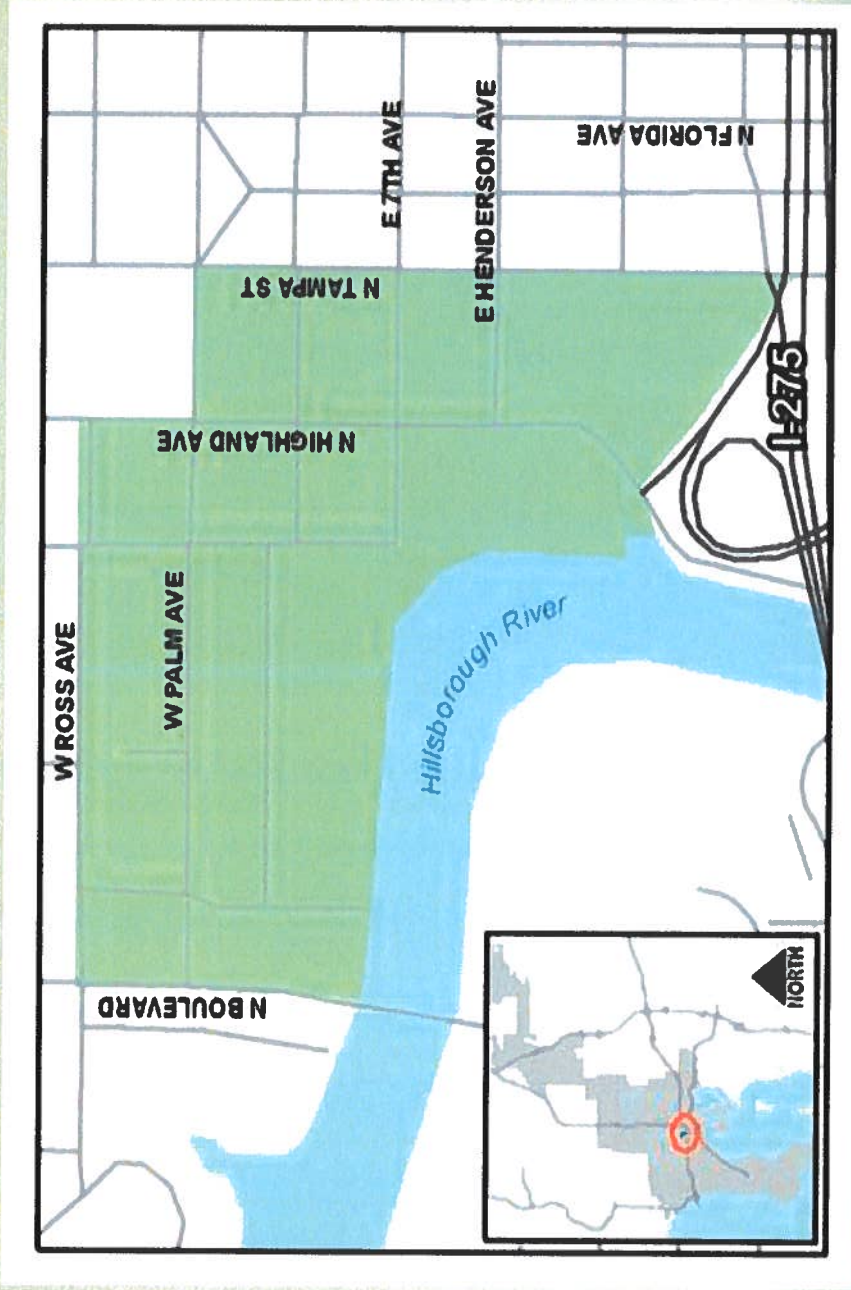 N FLORIDA AVE
E 7TH AVE
E HENDERSON AVE
N TAMPA ST
N HIGHLAND AVE
I-275
W ROSS AVE
W PALM AVE
Hillsborough River
N BOULEVARD
NORTH